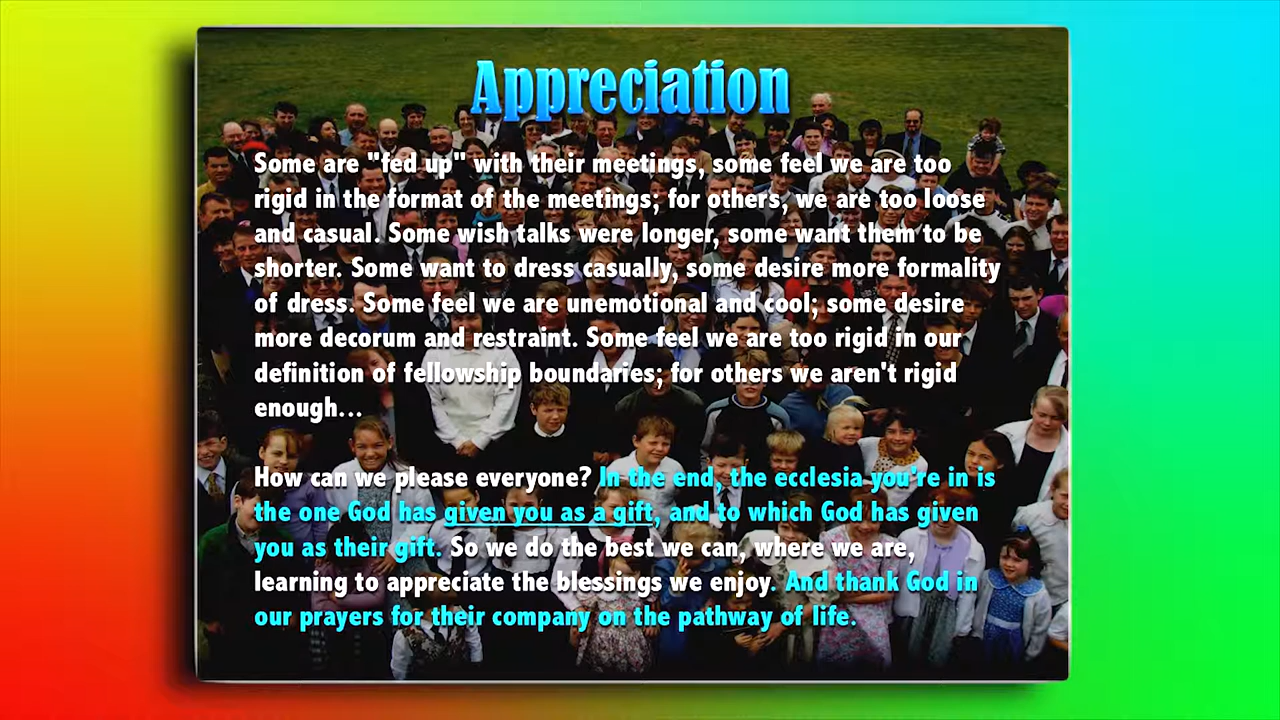 Appreciation
Some are "fed up" with their meetings, some feel we are too
rigid in the format of the meetings; for others, we are too loose
and casual. Some wish talks were longer, some want them to be
shorter. Some want to dress casually, some desire more formality
of dress. Some feel we are unemotional and cool; some desire
more decorum and restraint. Some feel we are too rigid in our
definition of fellowship boundaries; for others we aren't rigid
enough...
How can we please everyone? In the end, the ecclesia you're in is
the one God has given you as a gift, and to which God has given
you as their gift. So we do the best we can, where we are,
learning to appreciate the blessings we enjoy. And thank God in
our prayers for their company on the pathway of life.